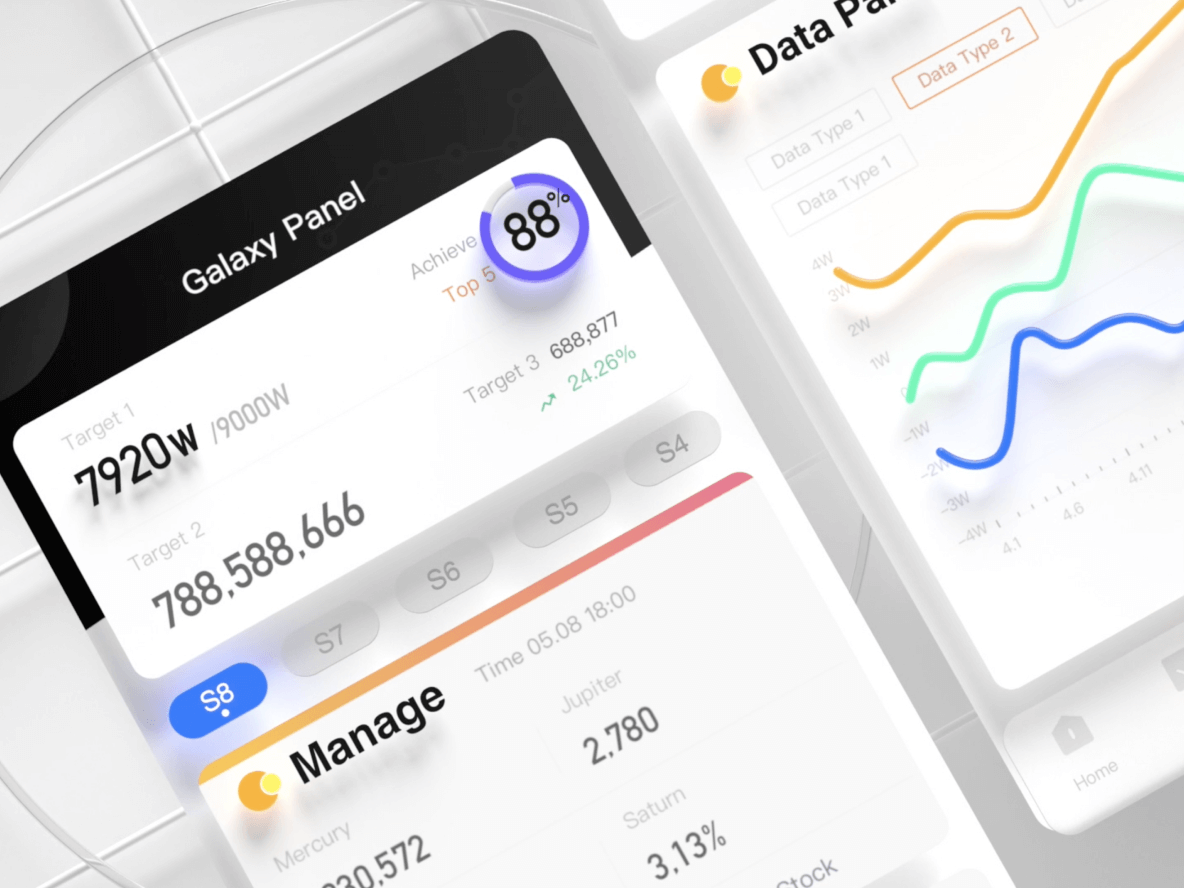 Galaxy Panel
Achieve
Top 5
88%
Target 1
7920w /9000W
Target 3 688,877
24.26%
Target 2
788,588,666
S8
S7
S6
S5
S4
Manage
Time 05.08 18:00
Mercury
30,572
Jupiter
2,780
Saturn
3,13%
Stock
Data
Data Type 1
Data Type 2
Data Type 1
4W
3W
2W
1W
0
-1W
-2W
-3W
-4W
4.1
4.6
4.11
Home